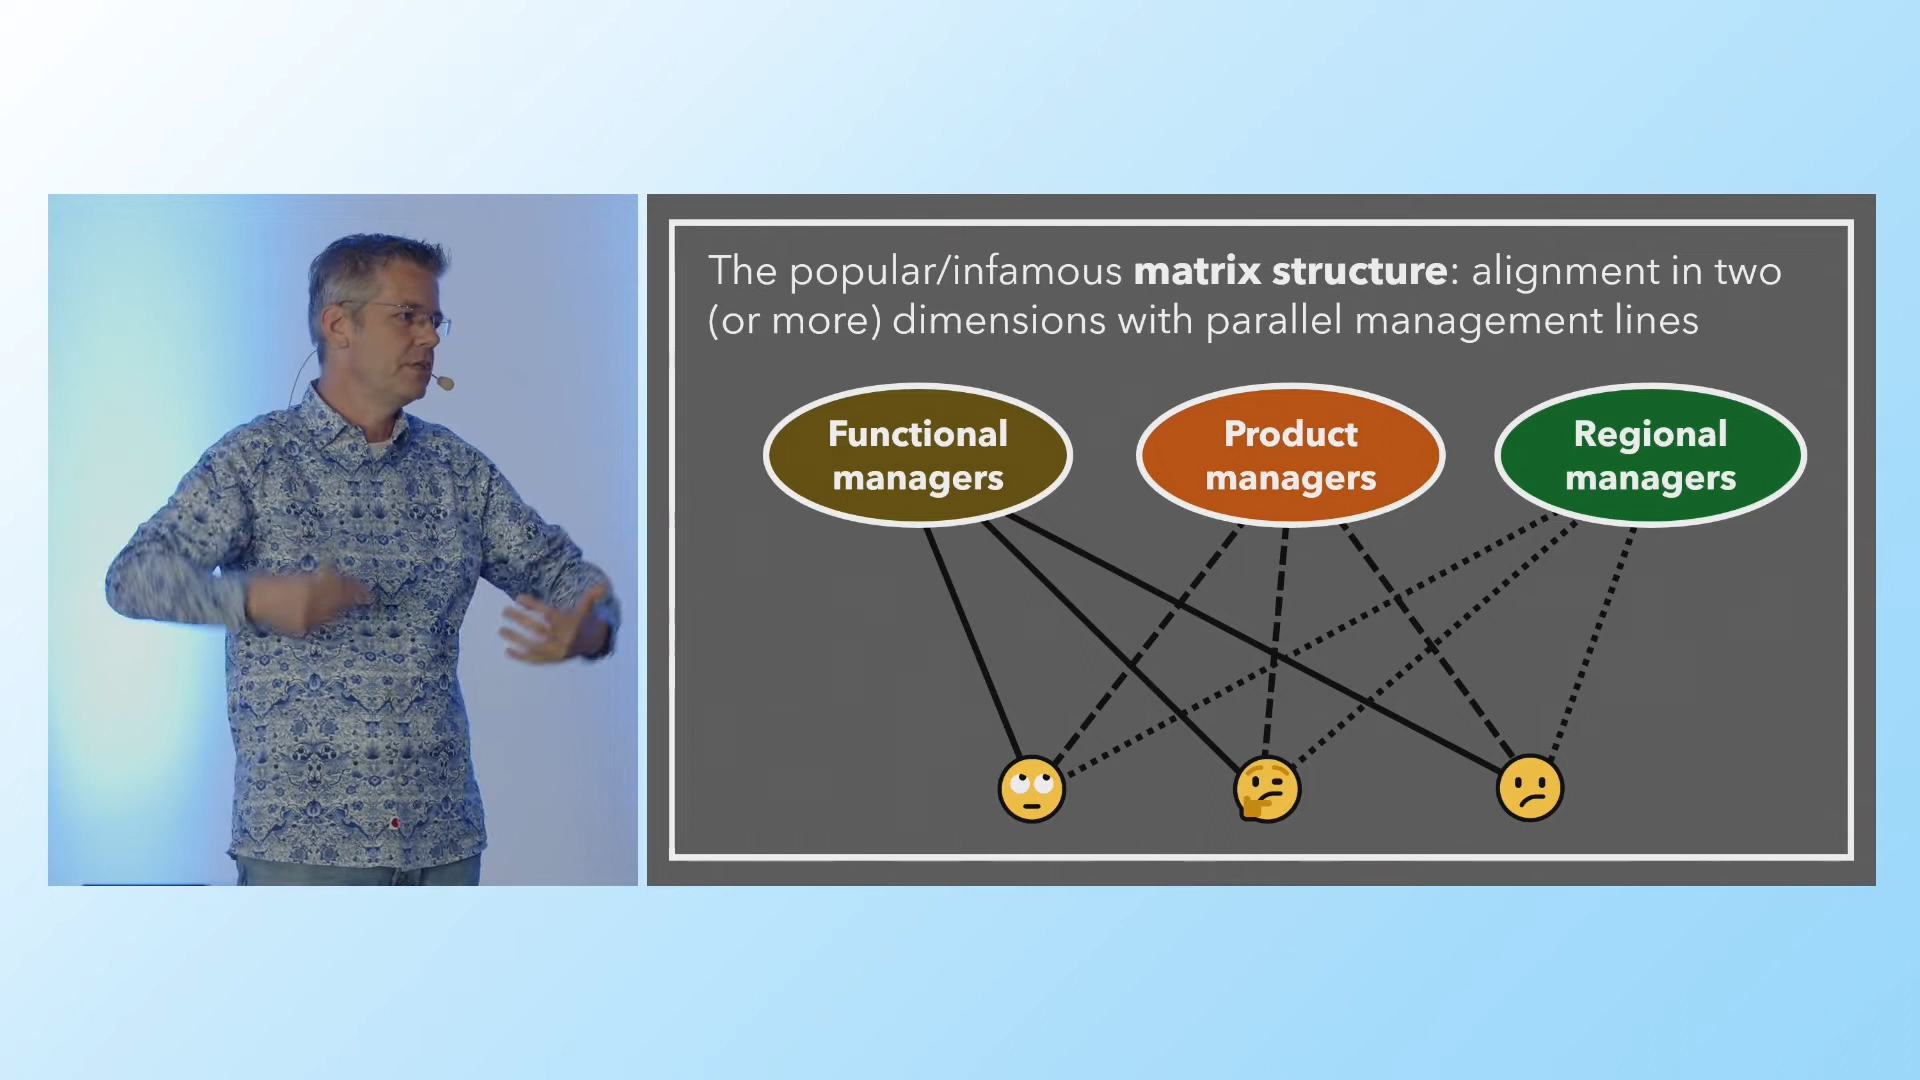 The popular/infamous matrix structure: alignment in two
(or more) dimensions with parallel management lines
Functional
managers
Product
managers
Regional
managers